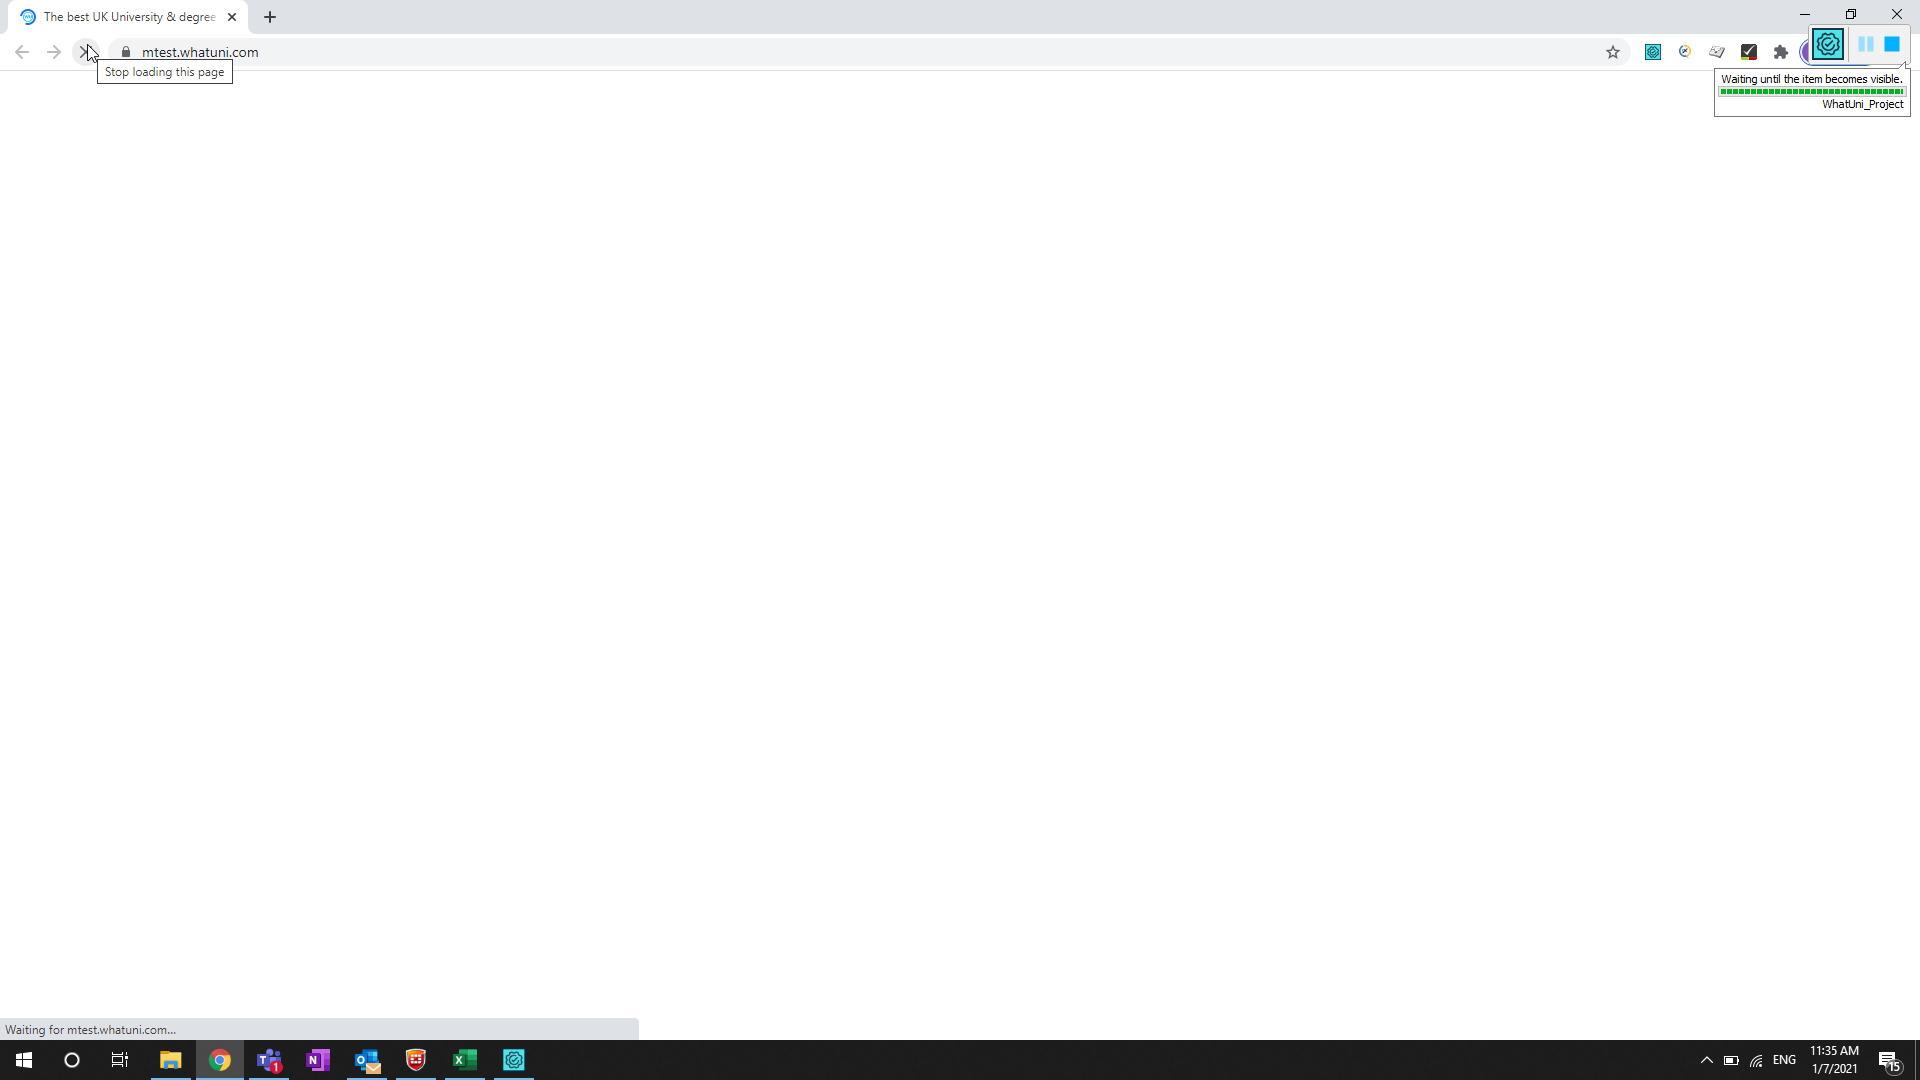 The best UK University & degree
mtest.whatuni.com
Stop loading this page
Waiting until the item becomes visible.
WhatUni_Project
Waiting for mtest.whatuni.com...
1
ENG
11:35 AM
1/7/2021
15